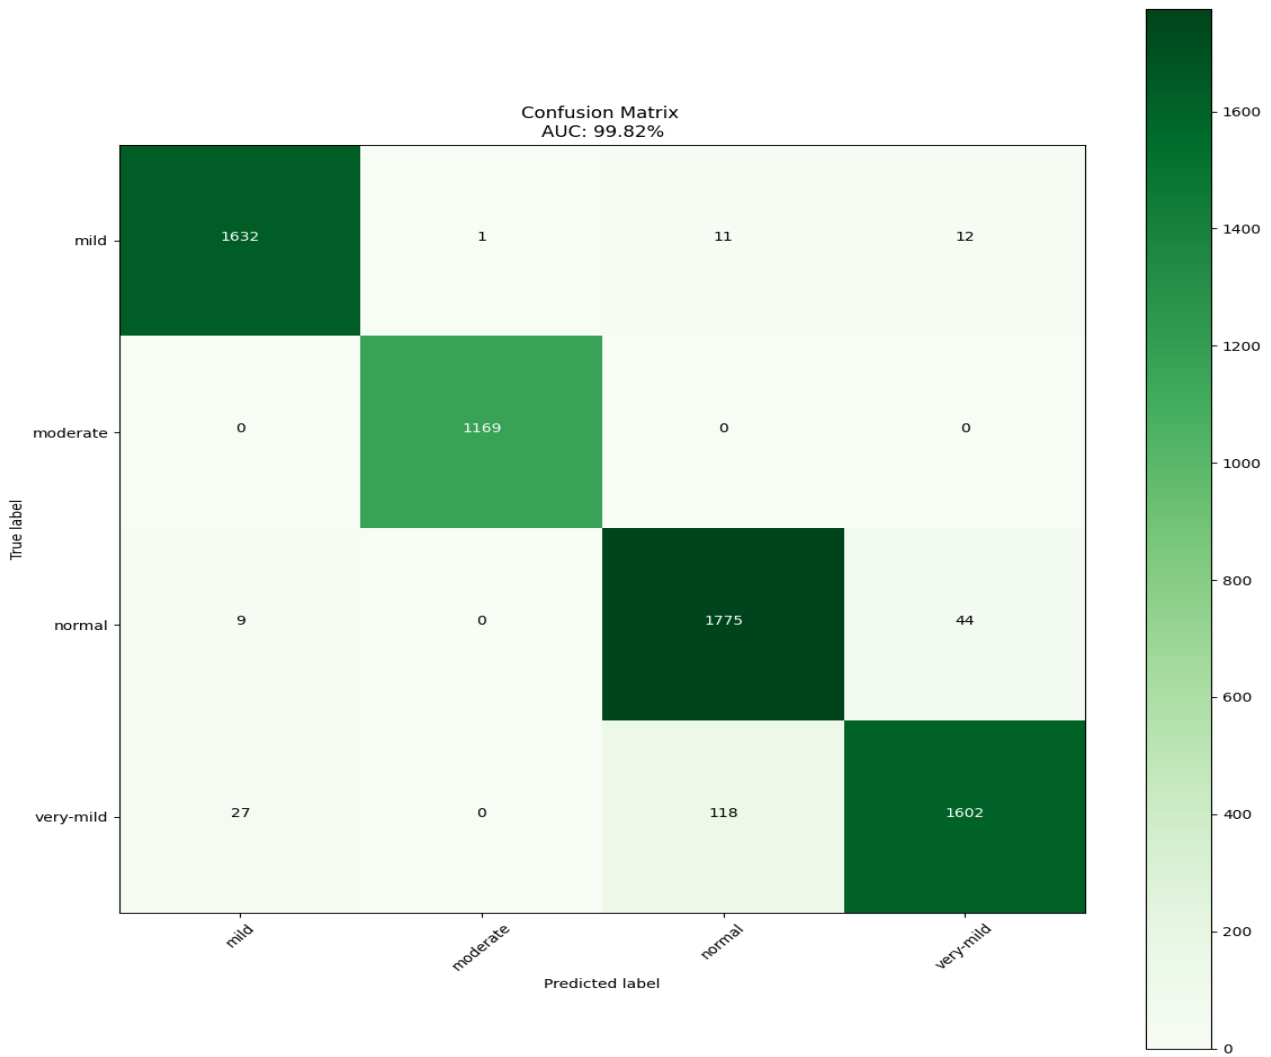 Confusion Matrix
AUC: 99.82%
True label
mild
1632 1 11 12
moderate
0 1169 0 0
normal
9 0 1775 44
very-mild
27 0 118 1602
mild moderate normal very-mild
Predicted label
1600
1400
1200
1000
800
600
400
200
0